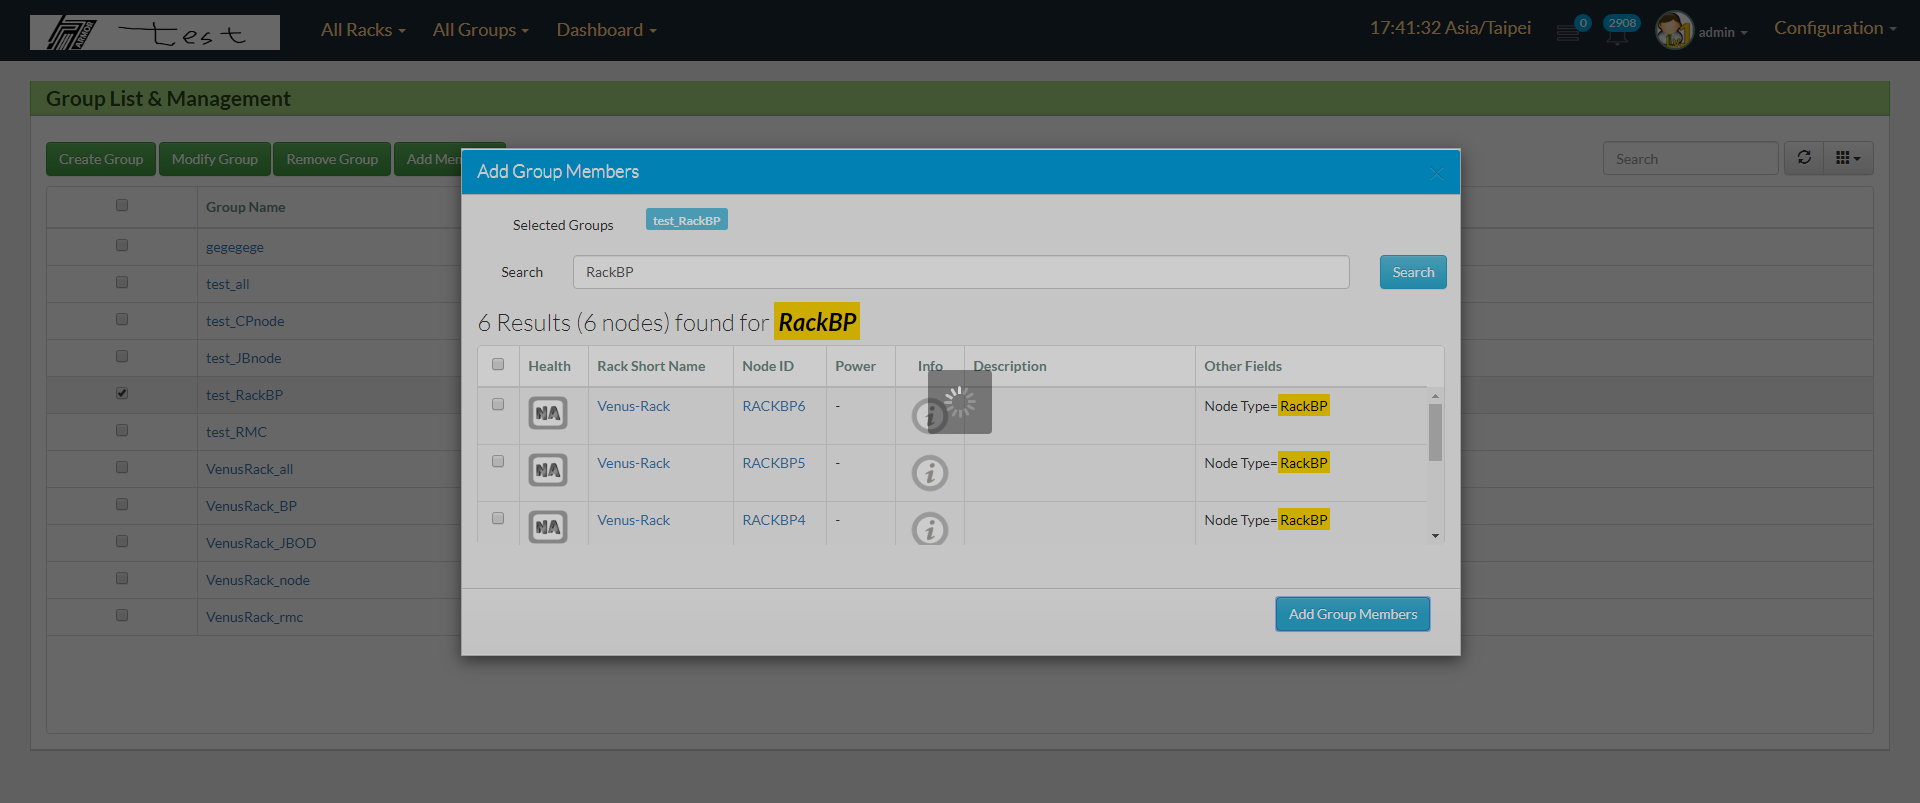 ARMOR test All Racks All Groups Dashboard 17:41:32 Asia/Taipei 0 2908 admin Configuration
Group List & Management
Create Group Modify Group Remove Group Add Mem Search
Group Name
gegegege
test_all
test_CPnode
test_JBnode
test_RackBP
test_RMC
VenusRack_all
VenusRack_BP
VenusRack_JBOD
VenusRack_node
VenusRack_rmc
Add Group Members
Selected Groups test_RackBP
Search RackBP Search
6 Results (6 nodes) found for RackBP
Health Rack Short Name Node ID Power Info Description Other Fields
NA Venus-Rack RACKBP6 - i Node Type=RackBP
NA Venus-Rack RACKBP5 - i Node Type=RackBP
NA Venus-Rack RACKBP4 - i Node Type=RackBP
Add Group Members